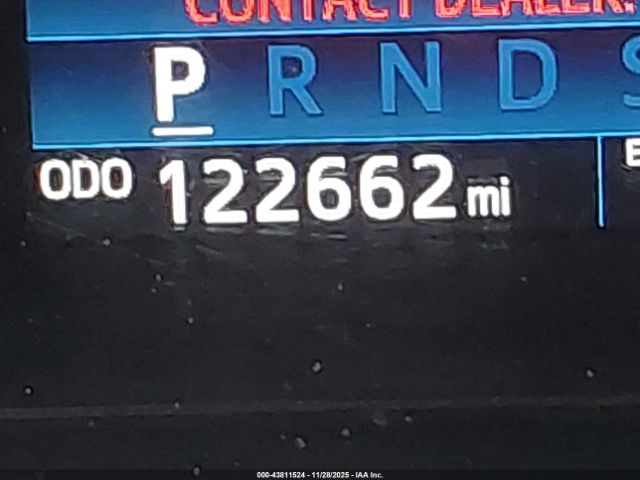 CONTACT DEALER.
P R N D S
ODO 122662 mi
000-43811524 - 11/28/2025 - IAA Inc.